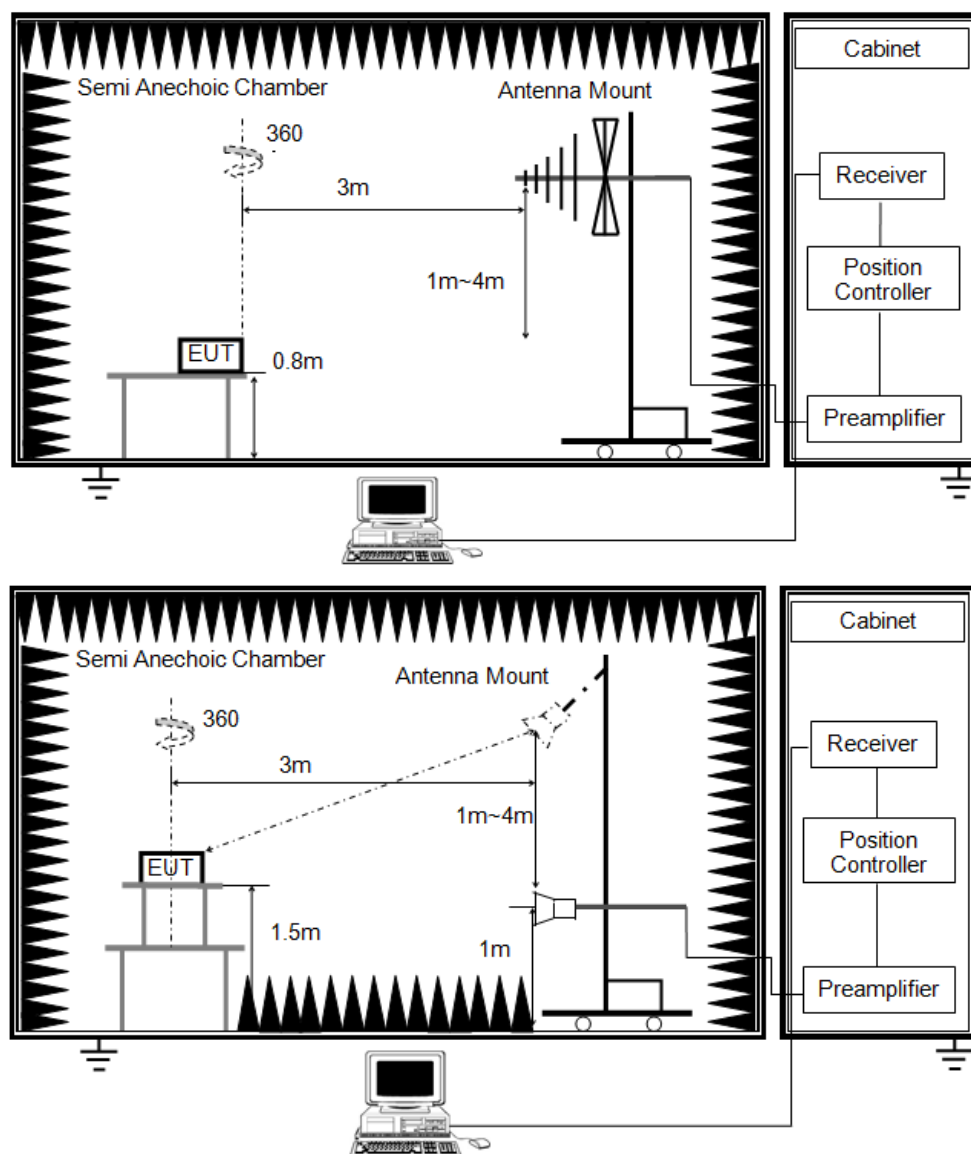 Cabinet
Semi Anechoic Chamber
Antenna Mount
360
Receiver
3m
1m~4m
Position
Controller
EUT
0.8m
Preamplifier
Cabinet
Semi Anechoic Chamber
Antenna Mount
360
Receiver
3m
1m~4m
Position
Controller
EUT
1.5m
1m
Preamplifier